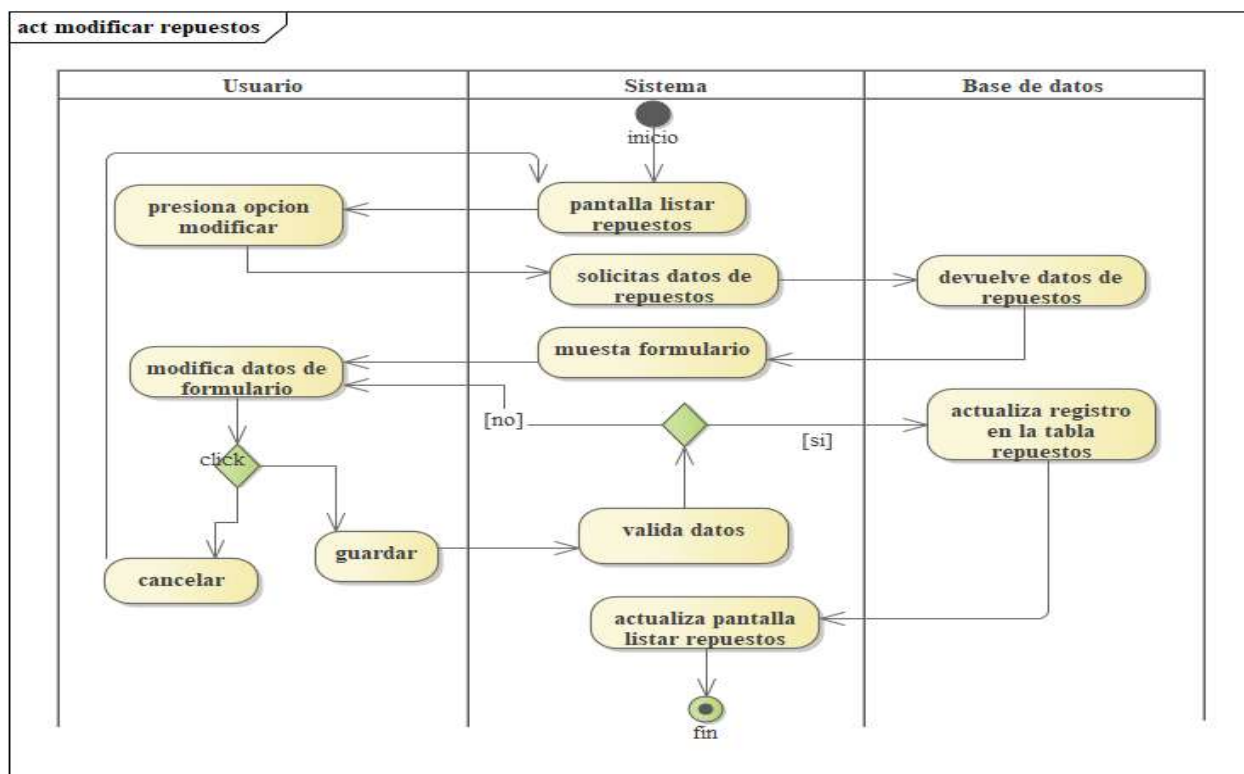 act modificar repuestos
Usuario
Sistema
Base de datos
inicio
presiona opcion
modificar
pantalla listar
repuestos
solicitas datos de
repuestos
devuelve datos de
repuestos
muesta formulario
modifica datos de
formulario
[no]
[si]
actualiza registro
en la tabla
repuestos
click
valida datos
guardar
cancelar
actualiza pantalla
listar repuestos
fin